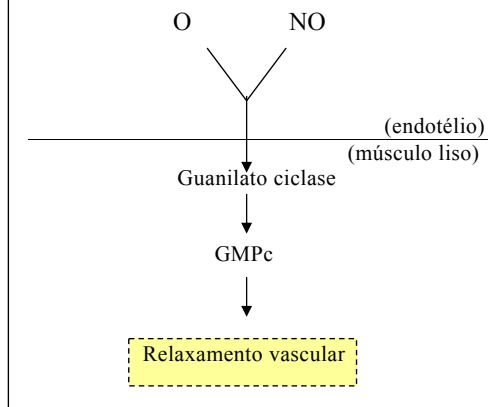 O NO
(endotélio)
(músculo liso)
Guanilato ciclase
GMPc
Relaxamento vascular